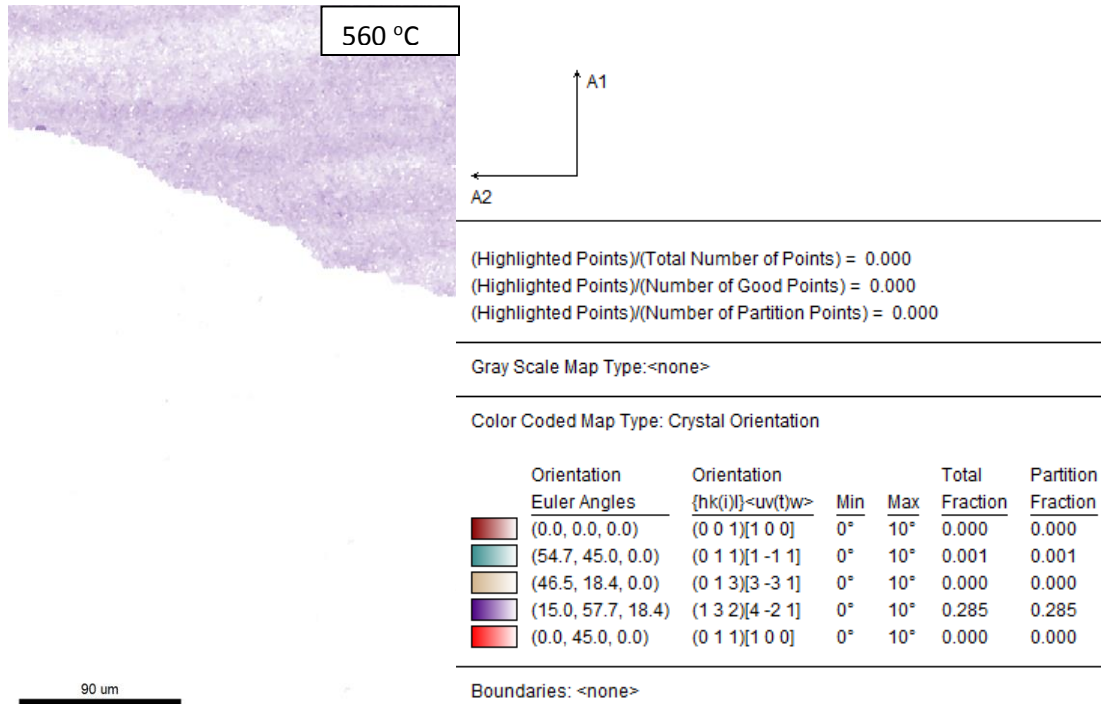 560 °C
A1
A2
(Highlighted Points)/(Total Number of Points) = 0.000
(Highlighted Points)/(Number of Good Points) = 0.000
(Highlighted Points)/(Number of Partition Points) = 0.000
Gray Scale Map Type:<none>
Color Coded Map Type: Crystal Orientation
Orientation Orientation Total Partition
Euler Angles {hk(i)l}<uv(t)w> Min Max Fraction Fraction
(0.0, 0.0, 0.0) (0 0 1)[1 0 0] 0° 10° 0.000 0.000
(54.7, 45.0, 0.0) (0 1 1)[1 -1 1] 0° 10° 0.001 0.001
(46.5, 18.4, 0.0) (0 1 3)[3 -3 1] 0° 10° 0.000 0.000
(15.0, 57.7, 18.4) (1 3 2)[4 -2 1] 0° 10° 0.285 0.285
(0.0, 45.0, 0.0) (0 1 1)[1 0 0] 0° 10° 0.000 0.000
Boundaries: <none>
90 um